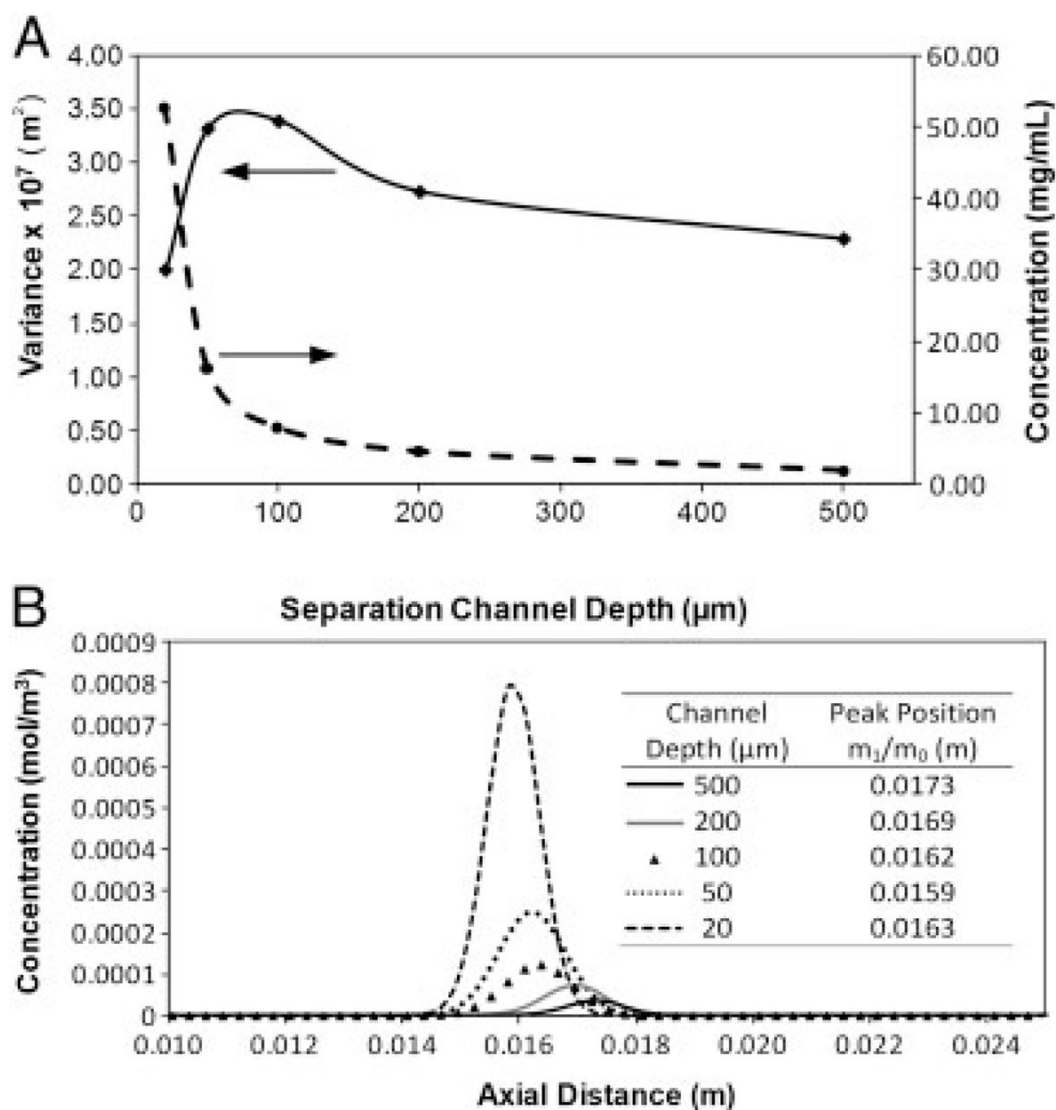 A
4.00
3.50
3.00
2.50
2.00
1.50
1.00
0.50
0.00
Variance x 10⁷ (m²)
60.00
50.00
40.00
30.00
20.00
10.00
0.00
Concentration (mg/mL)
0 100 200 300 400 500
Separation Channel Depth (µm)
B
0.0009
0.0008
0.0007
0.0006
0.0005
0.0004
0.0003
0.0002
0.0001
0
Concentration (mol/m³)
Channel Peak Position
Depth (µm) m₁/m₀ (m)
500 0.0173
200 0.0169
100 0.0162
50 0.0159
20 0.0163
0.010 0.012 0.014 0.016 0.018 0.020 0.022 0.024
Axial Distance (m)